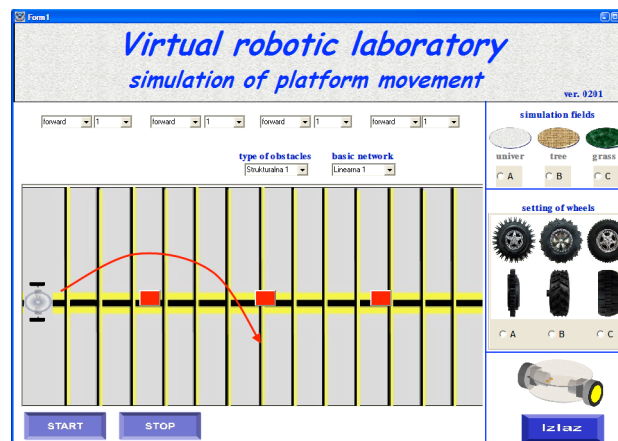 Form1
Virtual robotic laboratory
simulation of platform movement
ver. 0201
forward 1 forward 1 forward 1 forward 1
simulation fields
univer tree grass
A B C
type of obstacles basic network
Strukturalna 1 Linearna 1
setting of wheels
A B C
START STOP
Izlaz